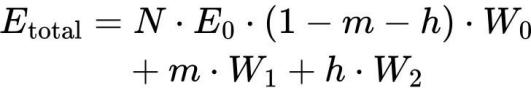 E_total = N · E_0 · (1 − m − h) · W_0
+ m · W_1 + h · W_2